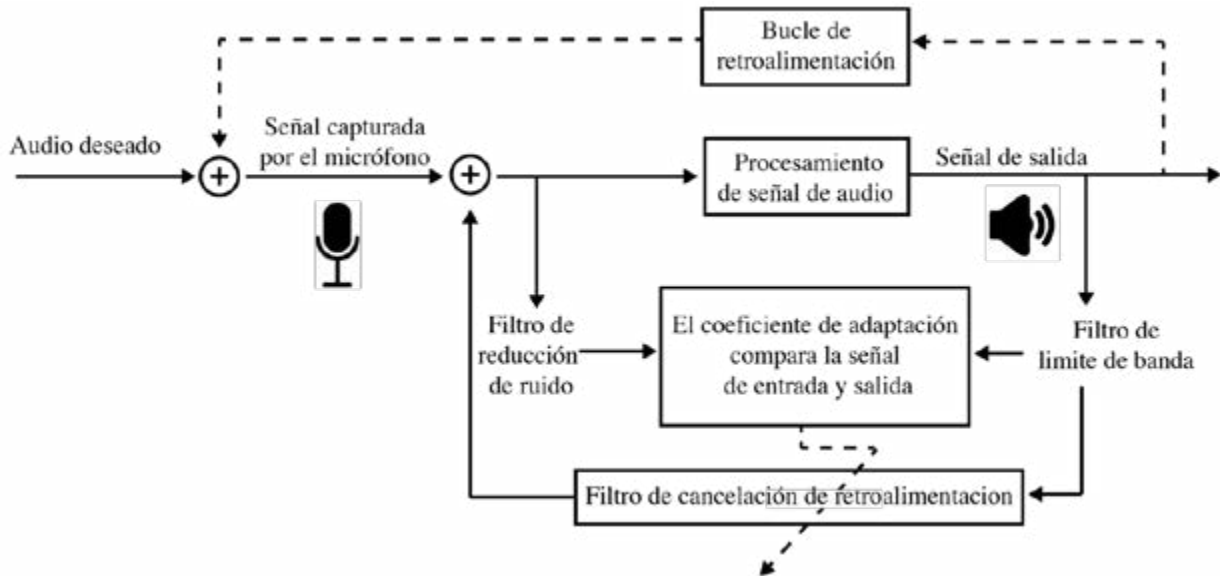 Bucle de
retroalimentación
Audio deseado
Señal capturada
por el micrófono
Procesamiento
de señal de audio
Señal de salida
Filtro de
reducción
de ruido
El coeficiente de adaptación
compara la señal
de entrada y salida
Filtro de
limite de banda
Filtro de cancelación de retroalimentacion